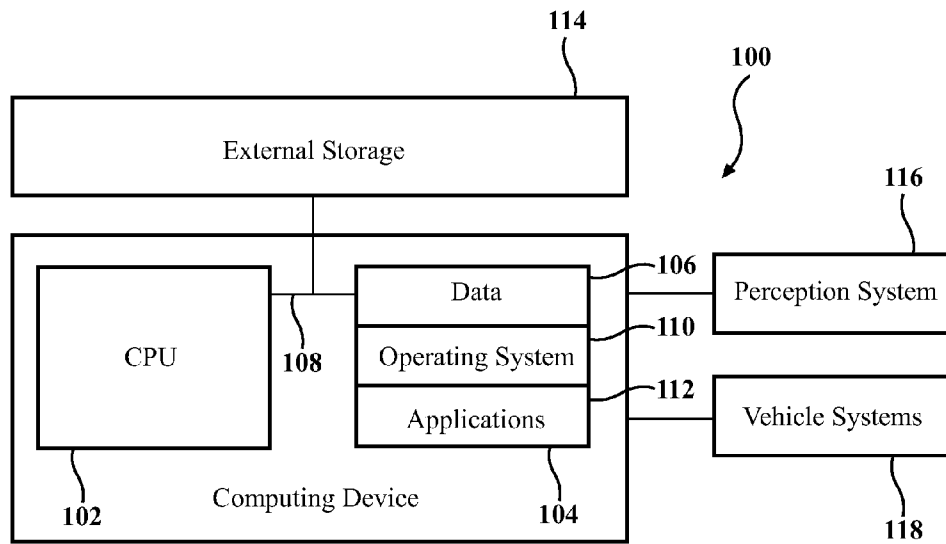 114
100
External Storage
116
106
Data
Perception System
110
CPU
Operating System
108
112
Applications
Vehicle Systems
Computing Device
102
104
118